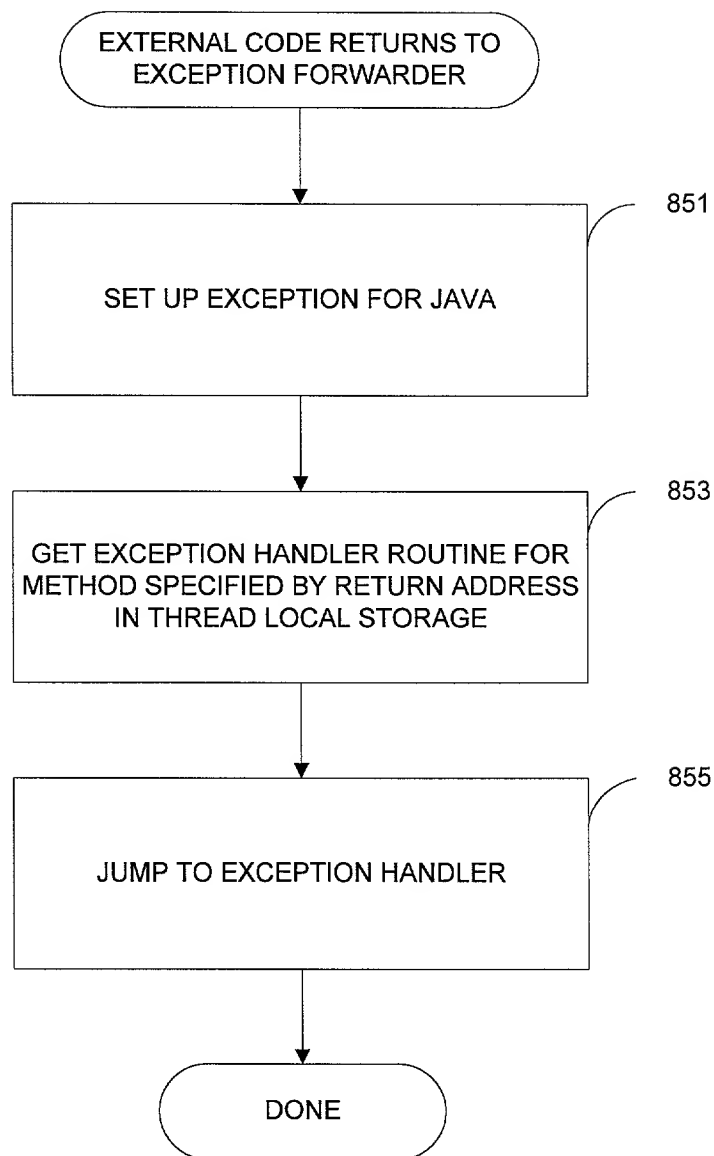 EXTERNAL CODE RETURNS TO
EXCEPTION FORWARDER
851
SET UP EXCEPTION FOR JAVA
853
GET EXCEPTION HANDLER ROUTINE FOR
METHOD SPECIFIED BY RETURN ADDRESS
IN THREAD LOCAL STORAGE
855
JUMP TO EXCEPTION HANDLER
DONE